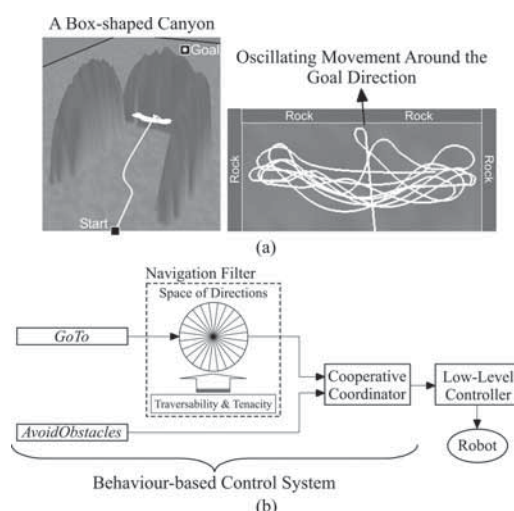 A Box-shaped Canyon
Goal
Start
Oscillating Movement Around the
Goal Direction
Rock
Rock
Rock
Rock
(a)
Navigation Filter
Space of Directions
GoTo
Traversability & Tenacity
Cooperative
Coordinator
Low-Level
Controller
AvoidObstacles
Robot
Behaviour-based Control System
(b)